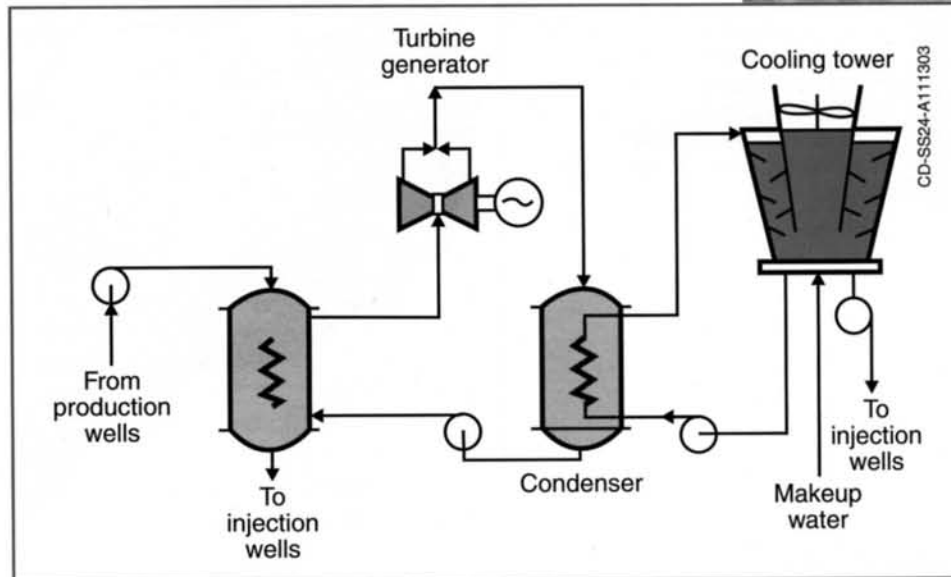 Turbine
generator
Cooling tower
CD-SS24-A111303
From
production
wells
To
injection
wells
Condenser
Makeup
water
To
injection
wells